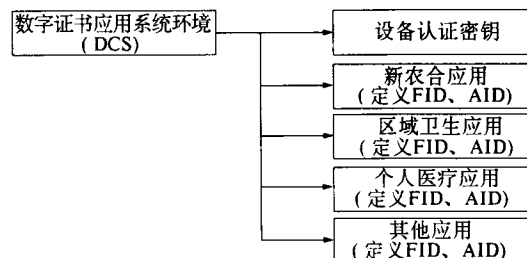 数字证书应用系统环境
( DCS)
设备认证密钥
新农合应用
( 定义FID、AID)
区域卫生应用
( 定义FID、AID)
个人医疗应用
( 定义FID、AID)
其他应用
( 定义FID、AID)